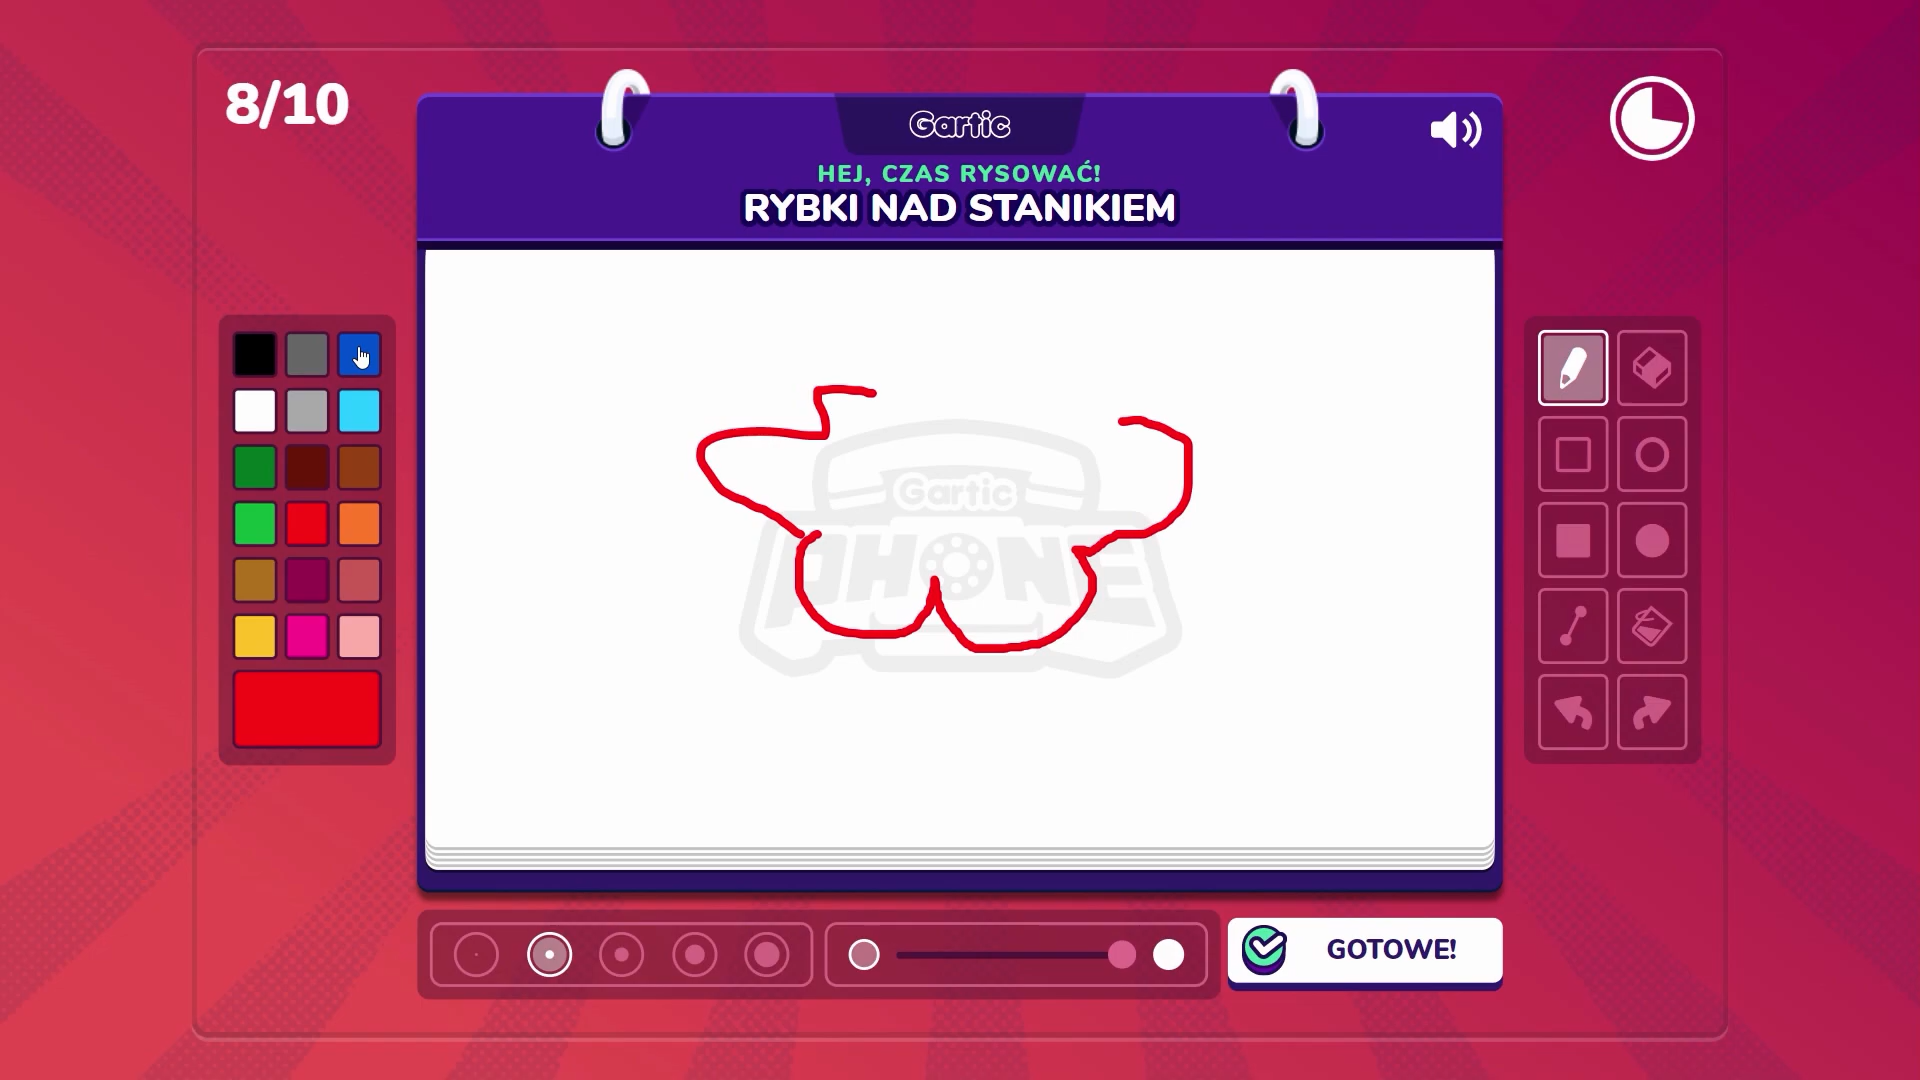 8/10
Gartic
HEJ, CZAS RYSOWAĆ!
RYBKI NAD STANIKIEM
Gartic
PHONE
GOTOWE!